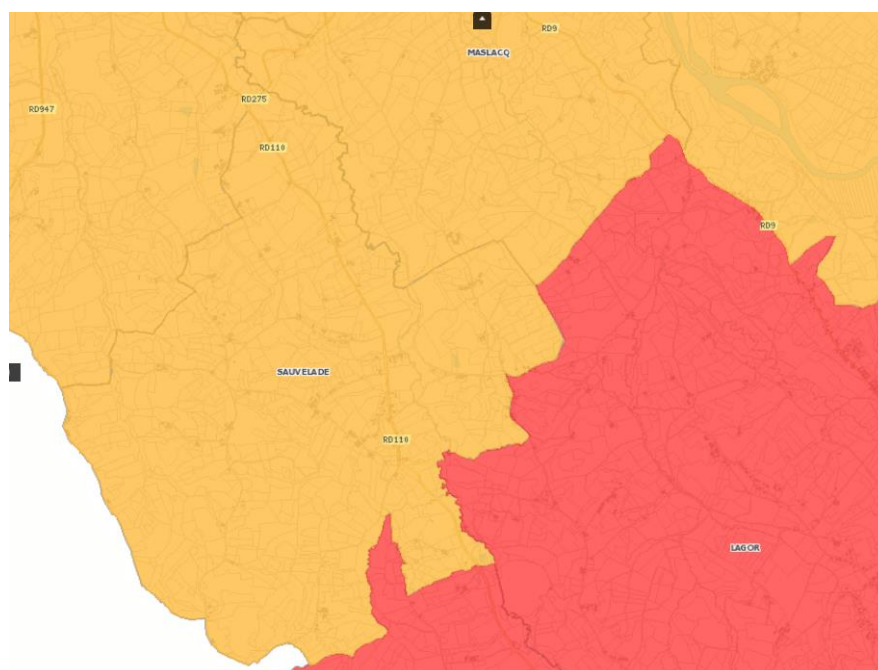 MASLACQ
RD9
RD275
RD947
RD110
RD9
SAUVELADE
RD110
LAGOR